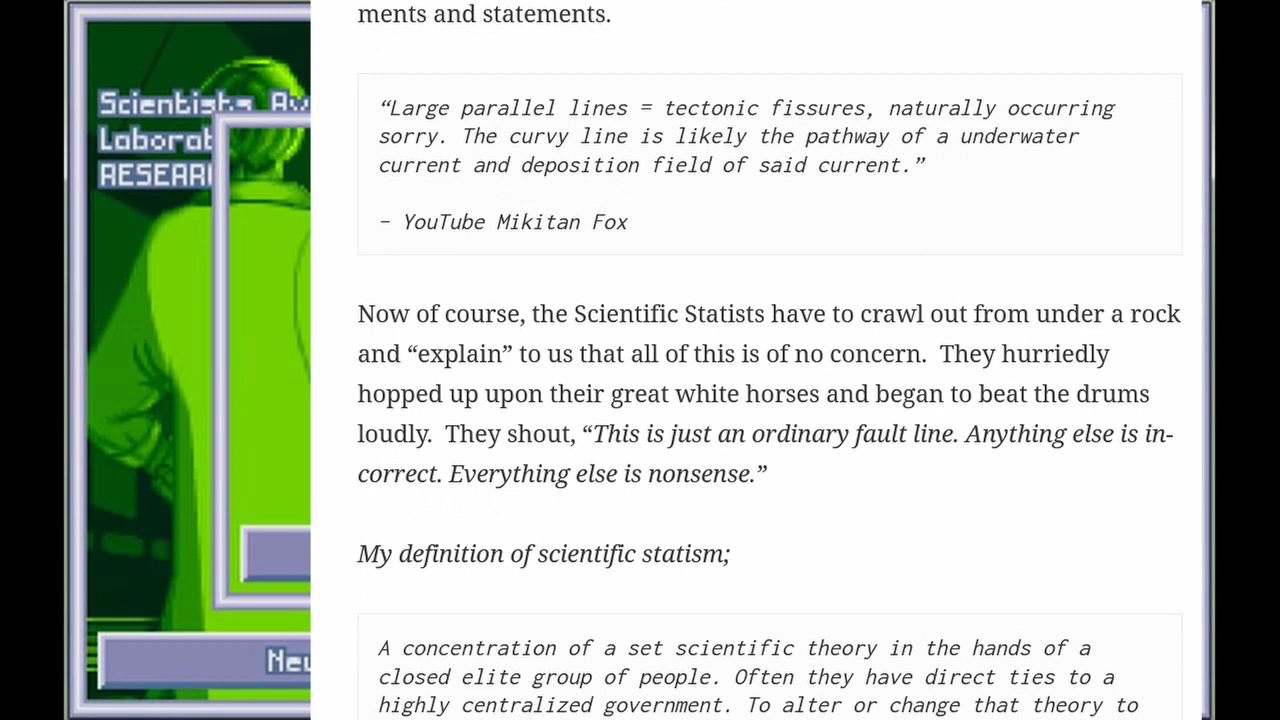 ments and statements.
“Large parallel lines = tectonic fissures, naturally occurring
sorry. The curvy line is likely the pathway of a underwater
current and deposition field of said current.”
– YouTube Mikitan Fox
Now of course, the Scientific Statists have to crawl out from under a rock
and “explain” to us that all of this is of no concern.  They hurriedly
hopped up upon their great white horses and began to beat the drums
loudly.  They shout, “This is just an ordinary fault line. Anything else is in-
correct. Everything else is nonsense.”
My definition of scientific statism;
A concentration of a set scientific theory in the hands of a
closed elite group of people. Often they have direct ties to a
highly centralized government. To alter or change that theory to
Scientists Av
Laborat
RESEAR
New